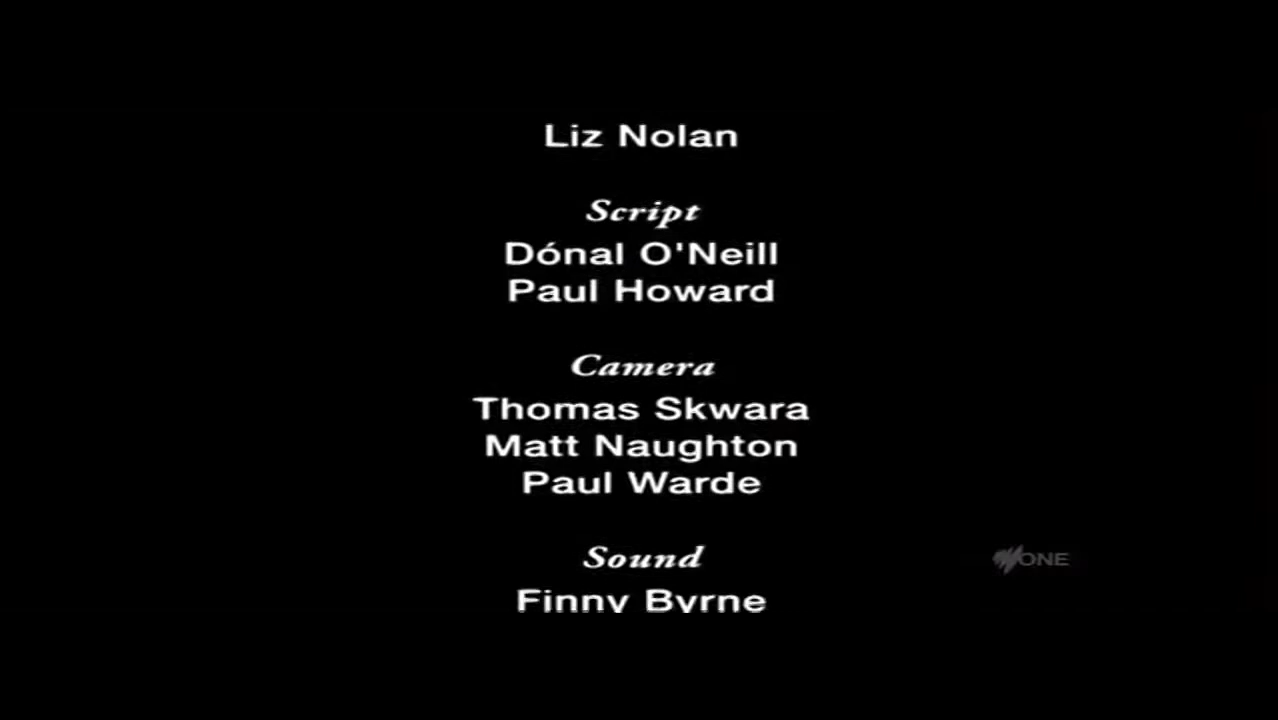 Liz Nolan
Script
Dónal O'Neill
Paul Howard
Camera
Thomas Skwara
Matt Naughton
Paul Warde
Sound
Finny Byrne
ONE